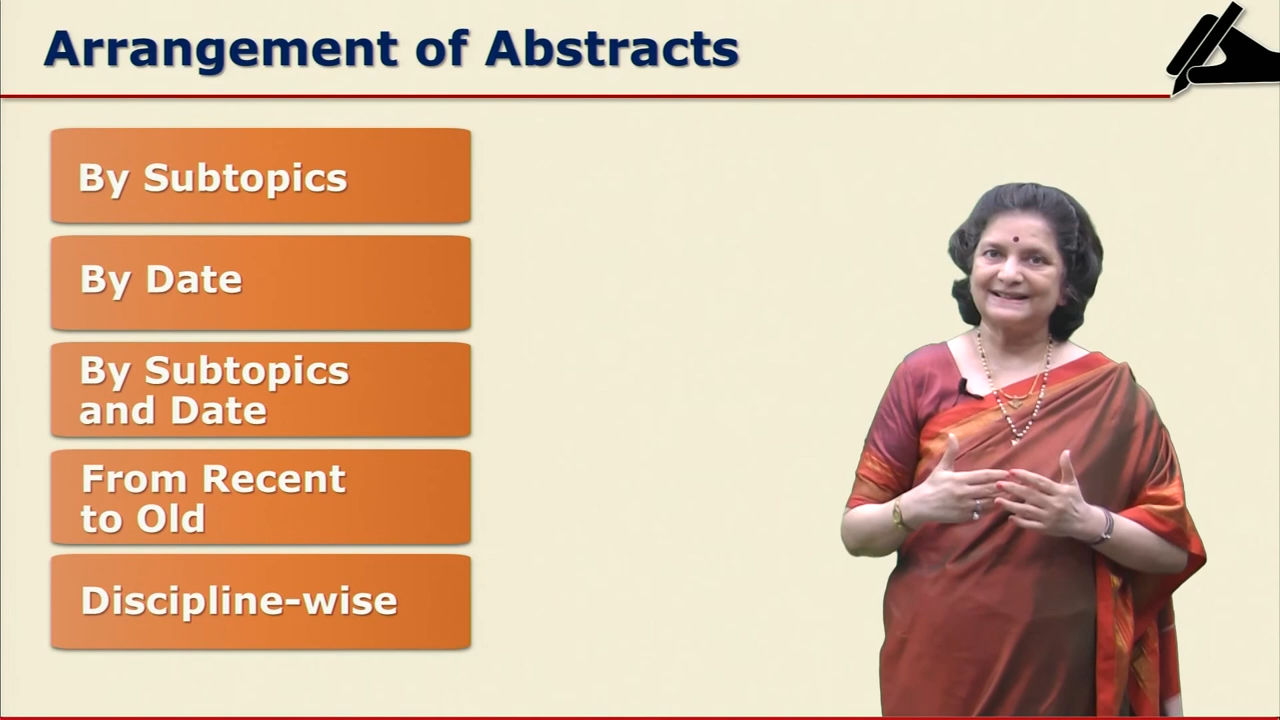 Arrangement of Abstracts
By Subtopics
By Date
By Subtopics
and Date
From Recent
to Old
Discipline-wise